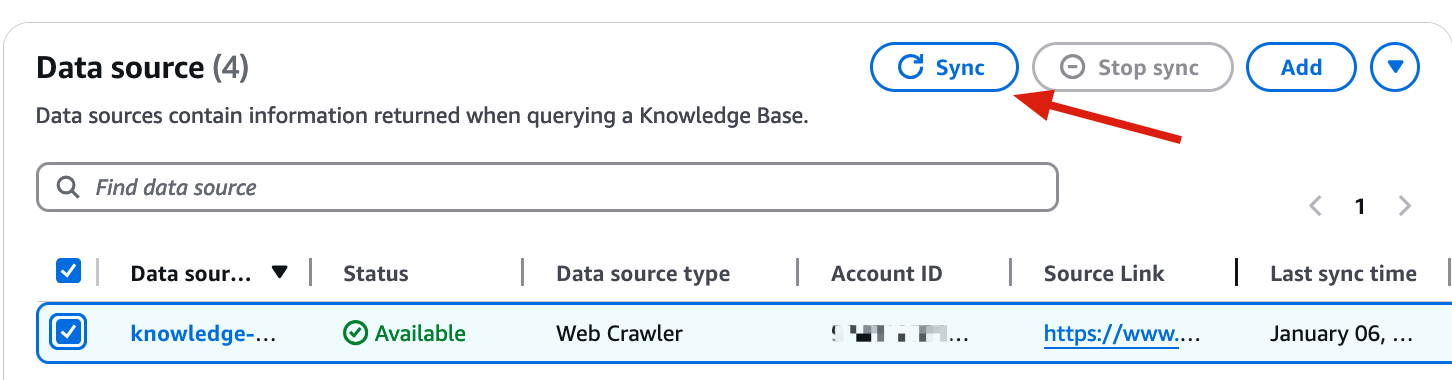 Data source (4)
Sync
Stop sync
Add
Data sources contain information returned when querying a Knowledge Base.
Find data source
1
Data sour...
Status
Data source type
Account ID
Source Link
Last sync time
knowledge-...
Available
Web Crawler
https://www....
January 06, ...